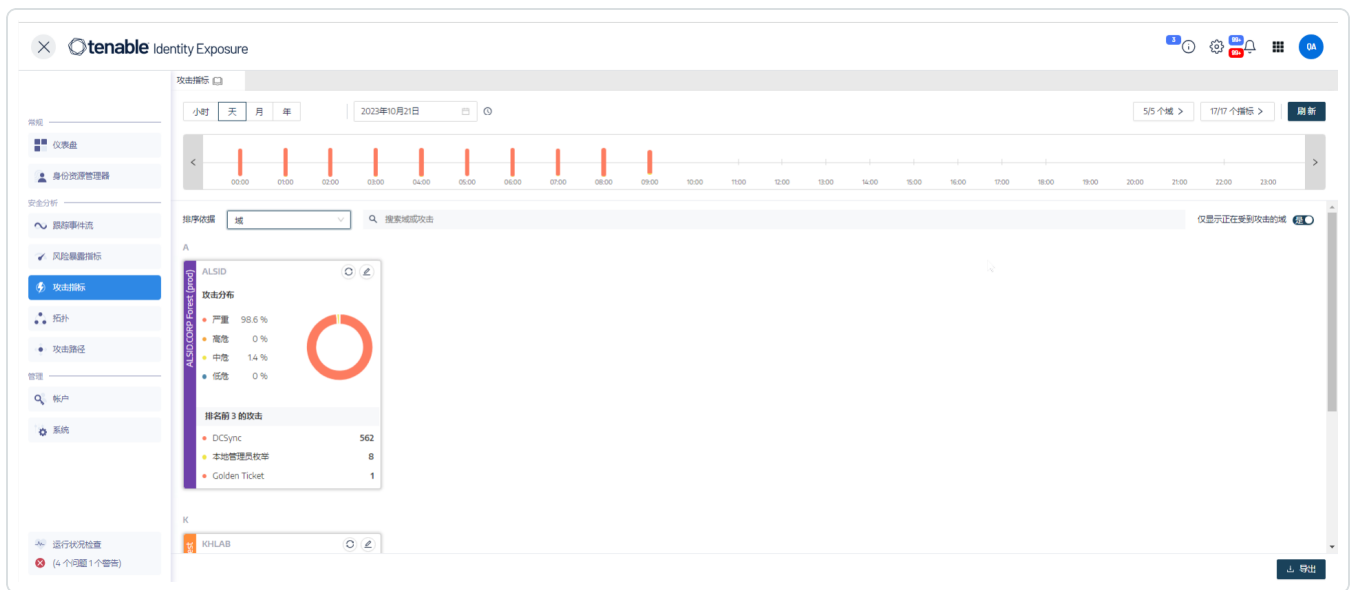 tenable Identity Exposure
3
99+
99+
QA
攻击指标
小时 天 月 年
2023年10月21日
5/5 个域 >
17/17 个指标 >
刷新
00:00 01:00 02:00 03:00 04:00 05:00 06:00 07:00 08:00 09:00 10:00 11:00 12:00 13:00 14:00 15:00 16:00 17:00 18:00 19:00 20:00 21:00 22:00 23:00
常规
仪表盘
身份资源管理器
安全分析
跟踪事件流
风险暴露指标
攻击指标
拓扑
攻击路径
管理
帐户
系统
运行状况检查
(4 个问题 1 个警告)
排序依据 域
搜索域或攻击
仅显示正在受到攻击的域 是
A
ALSID.CORP Forest (prod)
ALSID
攻击分布
严重 98.6 %
高危 0 %
中危 1.4 %
低危 0 %
排名前 3 的攻击
DCSync 562
本地管理员枚举 8
Golden Ticket 1
K
KHLAB
导出